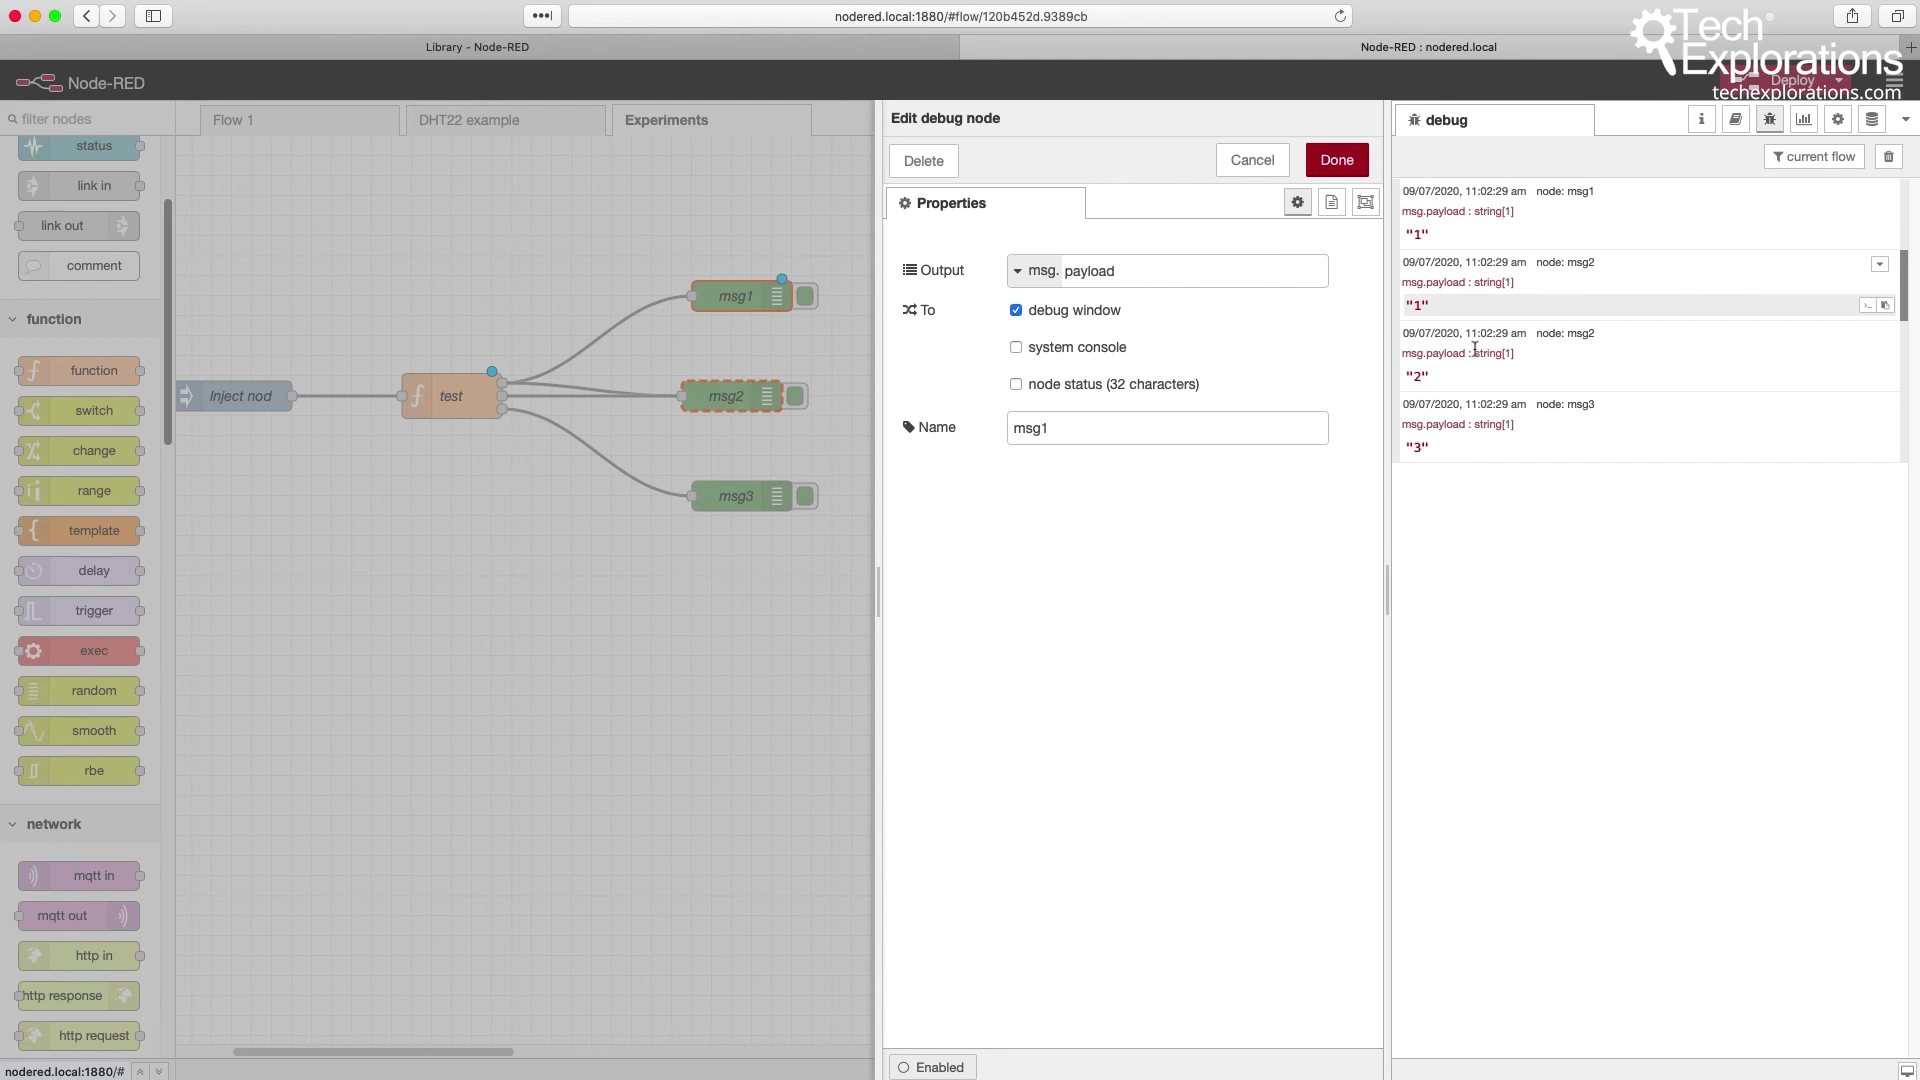 nodered.local:1880/#flow/120b452d.9389cb
Library - Node-RED
Node-RED : nodered.local
Tech
Explorations
techexplorations.com
Node-RED
Deploy
filter nodes
Flow 1
DHT22 example
Experiments
status
link in
link out
comment
function
function
switch
change
range
template
delay
trigger
exec
random
smooth
rbe
network
mqtt in
mqtt out
http in
http response
http request
nodered.local:1880/#
Inject nod
test
msg1
msg2
msg3
Edit debug node
Delete
Cancel
Done
Properties
Output
msg. payload
To
debug window
system console
node status (32 characters)
Name
msg1
Enabled
debug
current flow
09/07/2020, 11:02:29 am node: msg1
msg.payload : string[1]
"1"
09/07/2020, 11:02:29 am node: msg2
msg.payload : string[1]
"1"
09/07/2020, 11:02:29 am node: msg2
msg.payload : string[1]
"2"
09/07/2020, 11:02:29 am node: msg3
msg.payload : string[1]
"3"